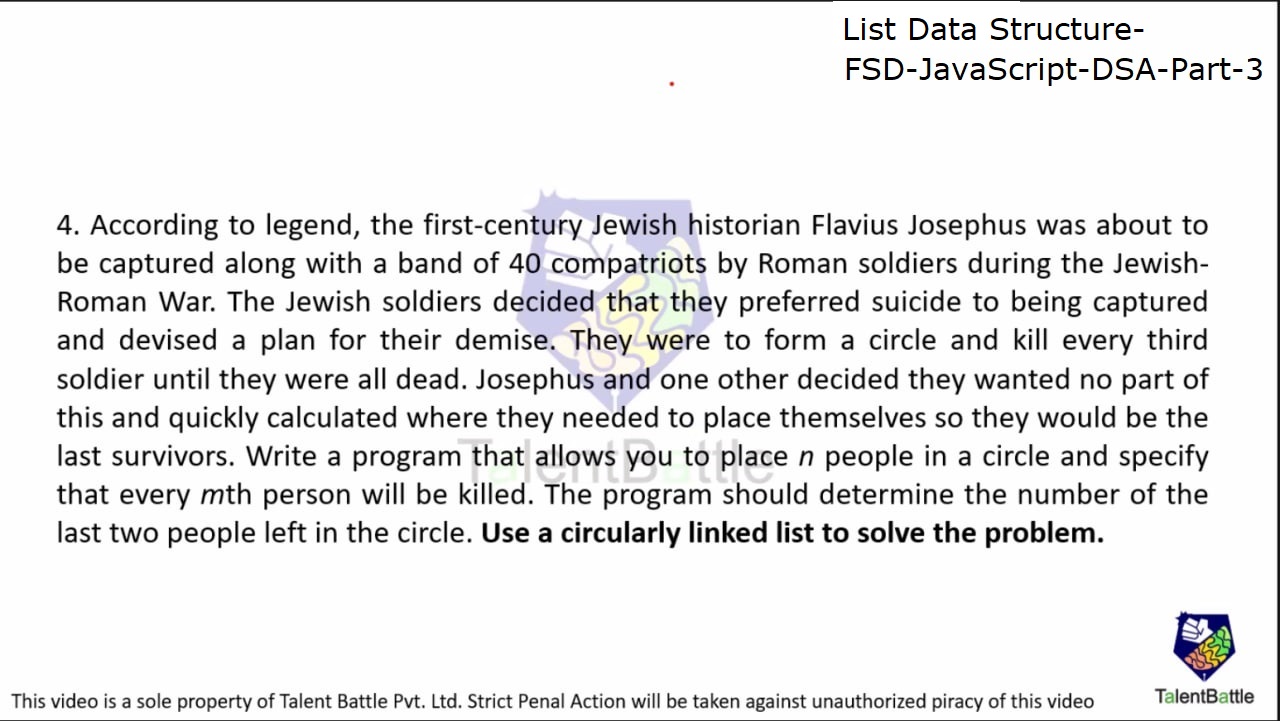 List Data Structure-
FSD-JavaScript-DSA-Part-3
4. According to legend, the first-century Jewish historian Flavius Josephus was about to
be captured along with a band of 40 compatriots by Roman soldiers during the Jewish-
Roman War. The Jewish soldiers decided that they preferred suicide to being captured
and devised a plan for their demise. They were to form a circle and kill every third
soldier until they were all dead. Josephus and one other decided they wanted no part of
this and quickly calculated where they needed to place themselves so they would be the
last survivors. Write a program that allows you to place n people in a circle and specify
that every mth person will be killed. The program should determine the number of the
last two people left in the circle. Use a circularly linked list to solve the problem.
TalentBattle
TalentBattle
This video is a sole property of Talent Battle Pvt. Ltd. Strict Penal Action will be taken against unauthorized piracy of this video